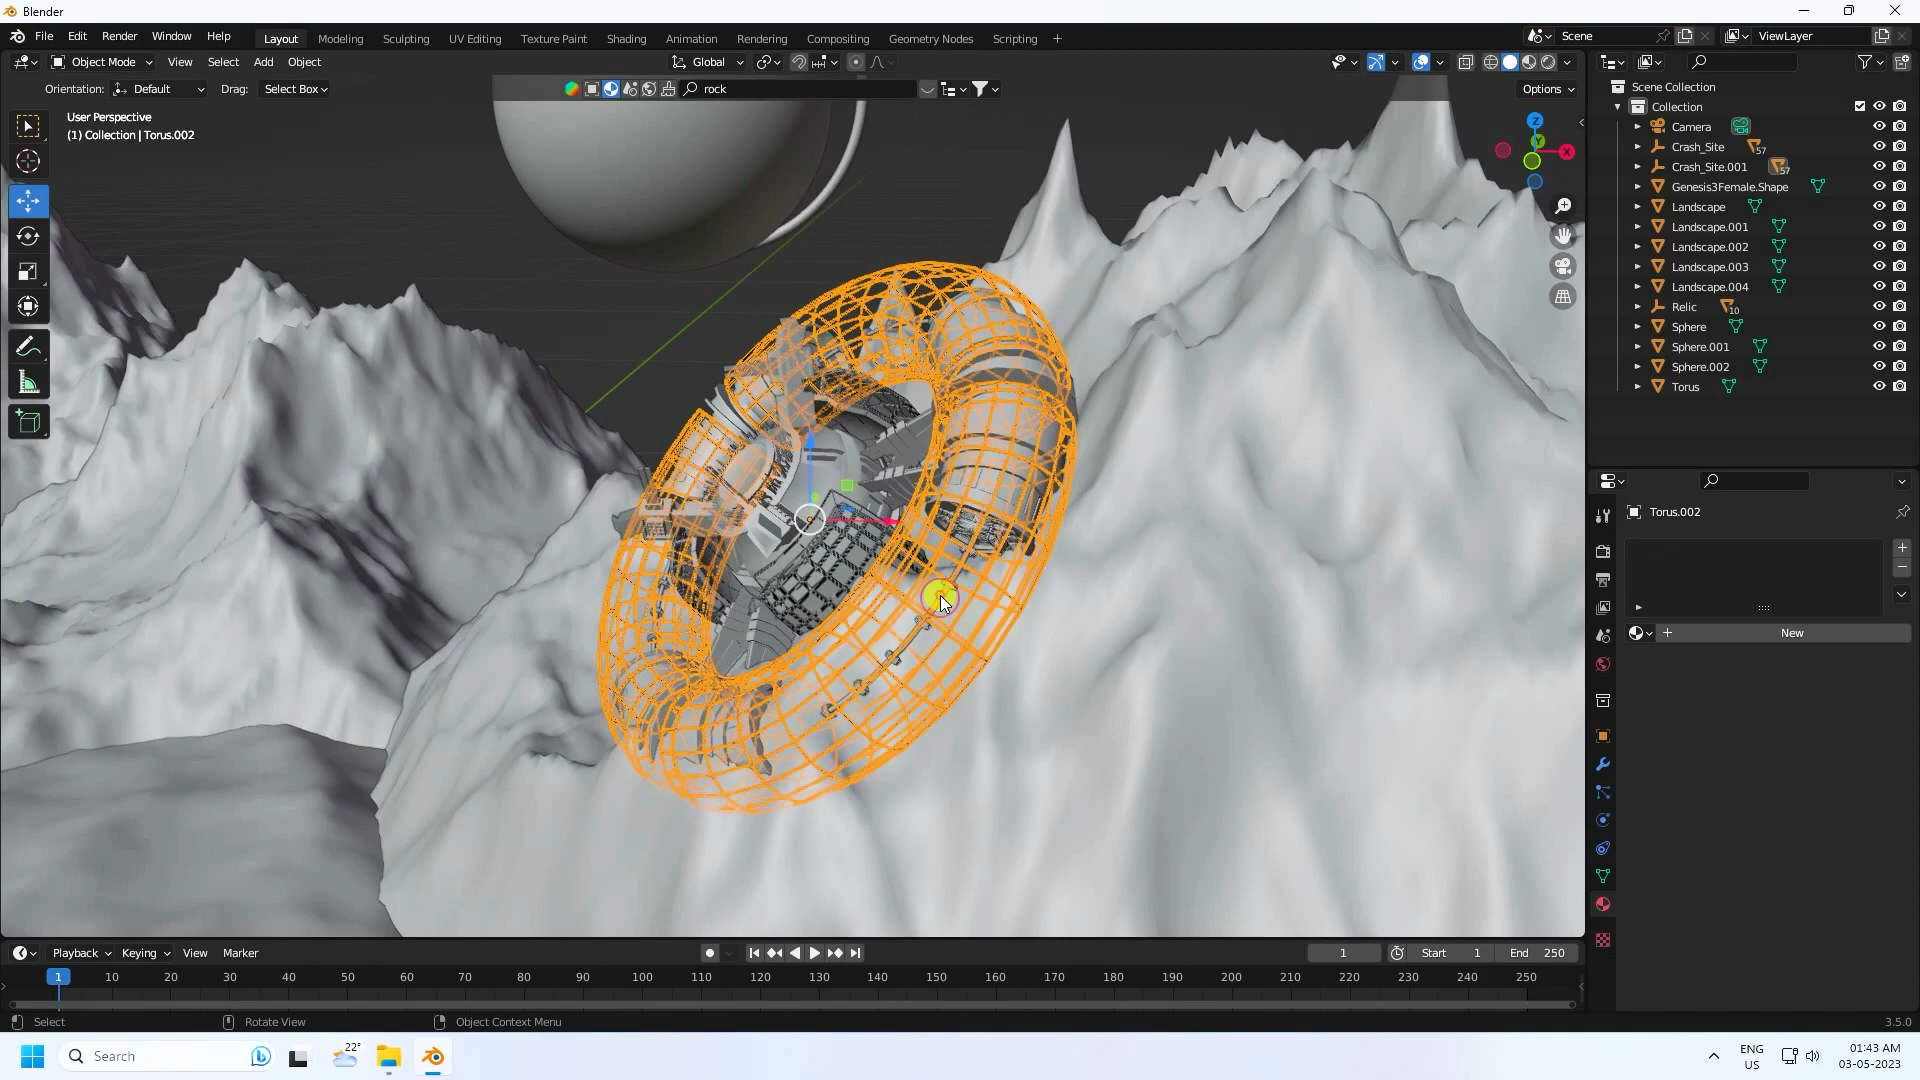 Blender
File Edit Render Window Help Layout Modeling Sculpting UV Editing Texture Paint Shading Animation Rendering Compositing Geometry Nodes Scripting + Scene ViewLayer
Object Mode View Select Add Object Global
Orientation: Default Drag: Select Box rock Options
User Perspective
(1) Collection | Torus.002
Z
Y
X
Scene Collection
Collection
Camera
Crash_Site 57
Crash_Site.001 57
Genesis3Female.Shape
Landscape
Landscape.001
Landscape.002
Landscape.003
Landscape.004
Relic 10
Sphere
Sphere.001
Sphere.002
Torus
Torus.002
New
Playback Keying View Marker 1 Start 1 End 250
1 10 20 30 40 50 60 70 80 90 100 110 120 130 140 150 160 170 180 190 200 210 220 230 240 250
Select Rotate View Object Context Menu 3.5.0
Search 22° ENG US 01:43 AM
03-05-2023